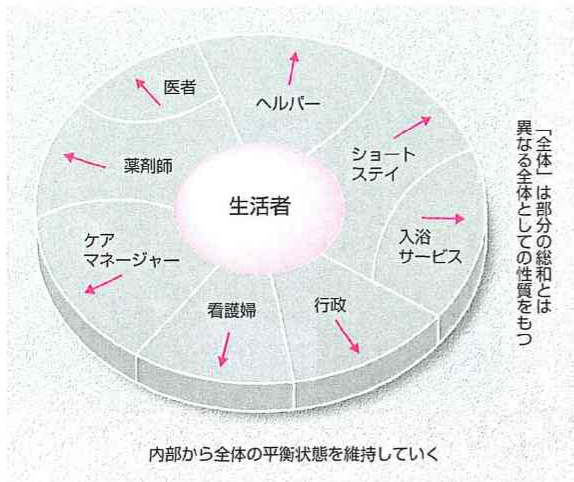 医者
ヘルパー
薬剤師
ショート
ステイ
生活者
入浴
サービス
ケア
マネージャー
看護婦
行政
「全体」は部分の総和とは
異なる全体としての性質をもつ
内部から全体の平衡状態を維持していく